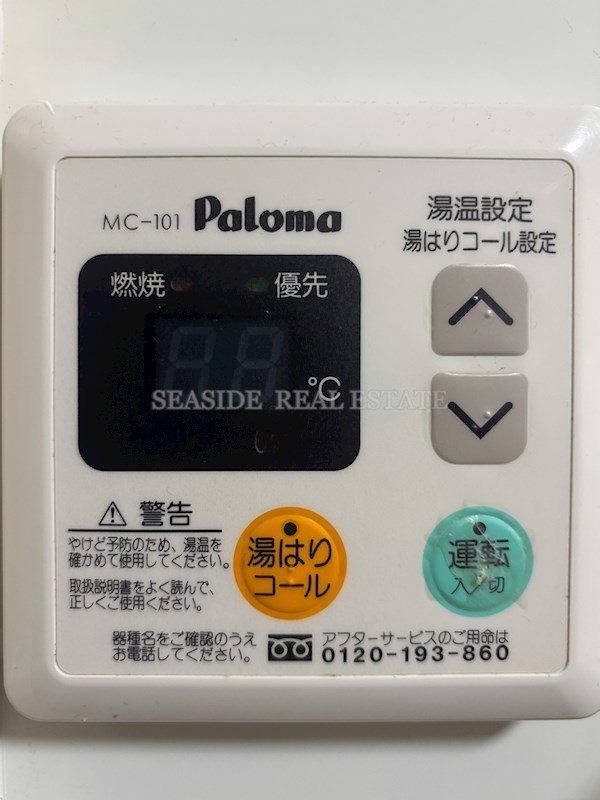 MC-101 Paloma
湯温設定
湯はりコール設定
燃焼 優先
℃
SEASIDE REAL ESTATE
警告
やけど予防のため、湯温を
確かめて使用してください。
取扱説明書をよく読んで、
正しくご使用ください。
湯はり
コール
運転
入/切
器種名をご確認のうえ
お電話してください。
アフターサービスのご用命は
0120-193-860